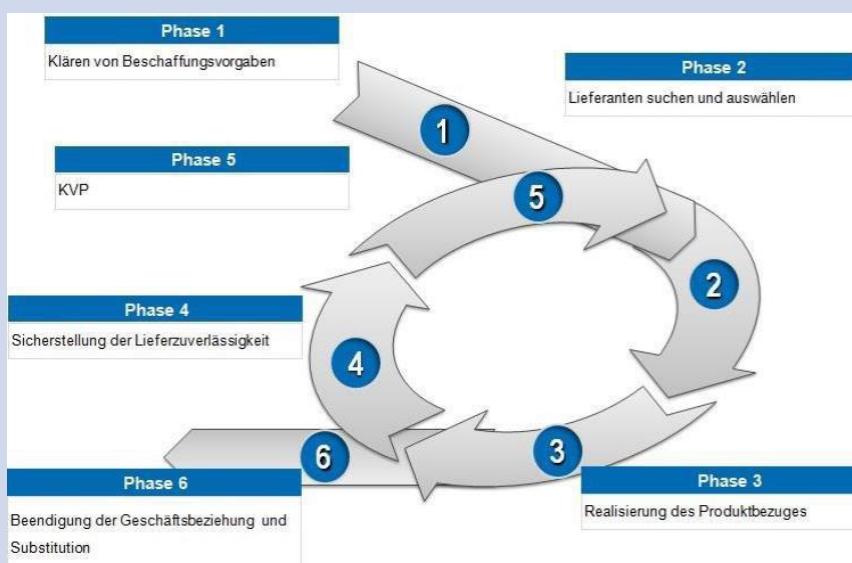 Phase 1
Klären von Beschaffungsvorgaben
1
Phase 2
Lieferanten suchen und auswählen
Phase 5
KVP
5
2
Phase 4
Sicherstellung der Lieferzuverlässigkeit
4
6
3
Phase 6
Beendigung der Geschäftsbeziehung und
Substitution
Phase 3
Realisierung des Produktbezuges